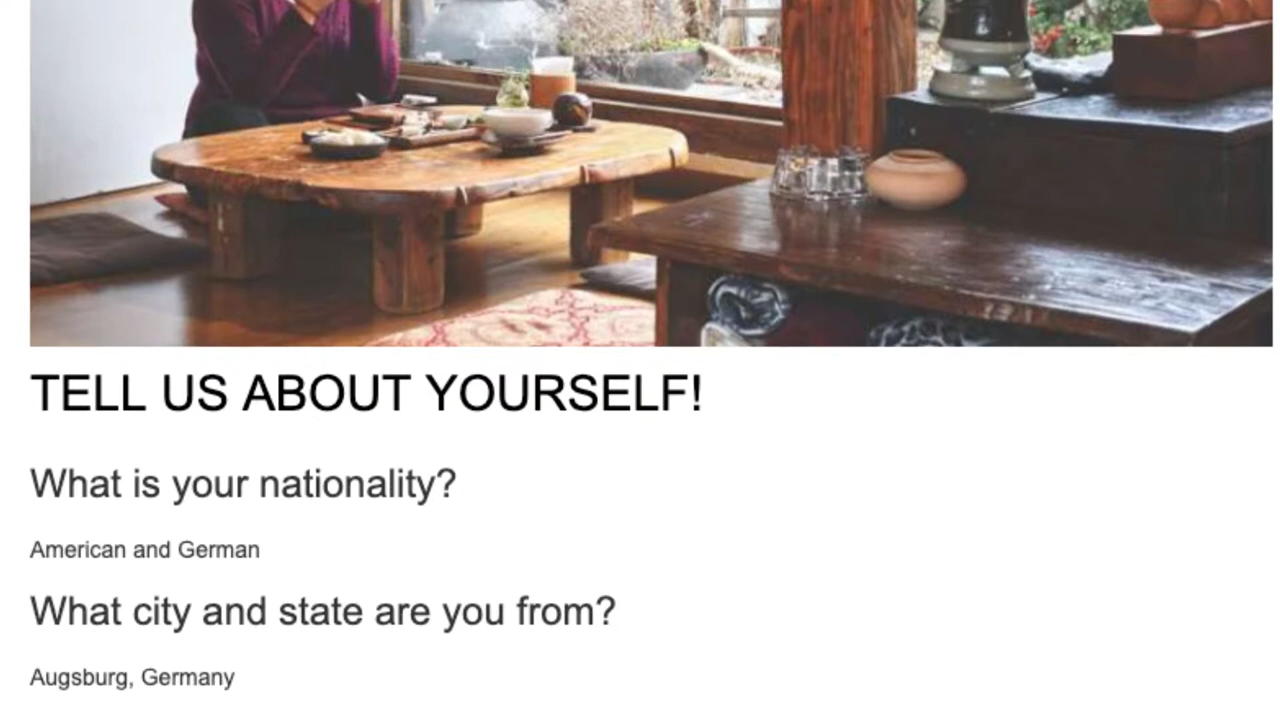 TELL US ABOUT YOURSELF!
What is your nationality?
American and German
What city and state are you from?
Augsburg, Germany